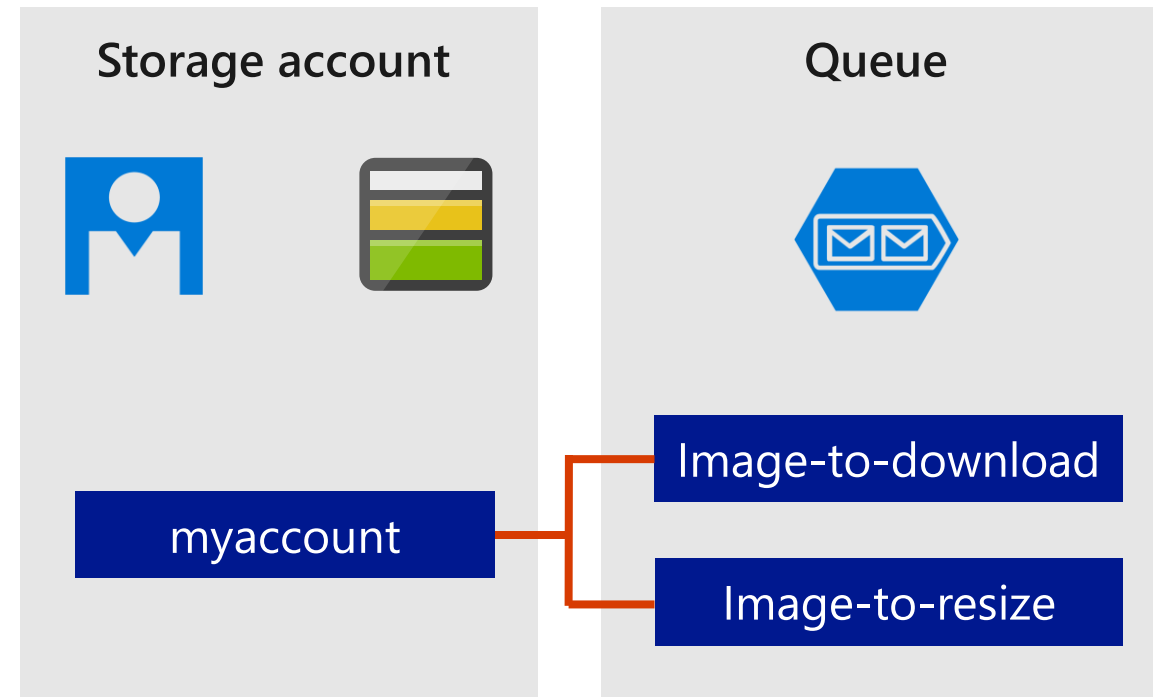 Storage account
Queue
Image-to-download
myaccount
Image-to-resize